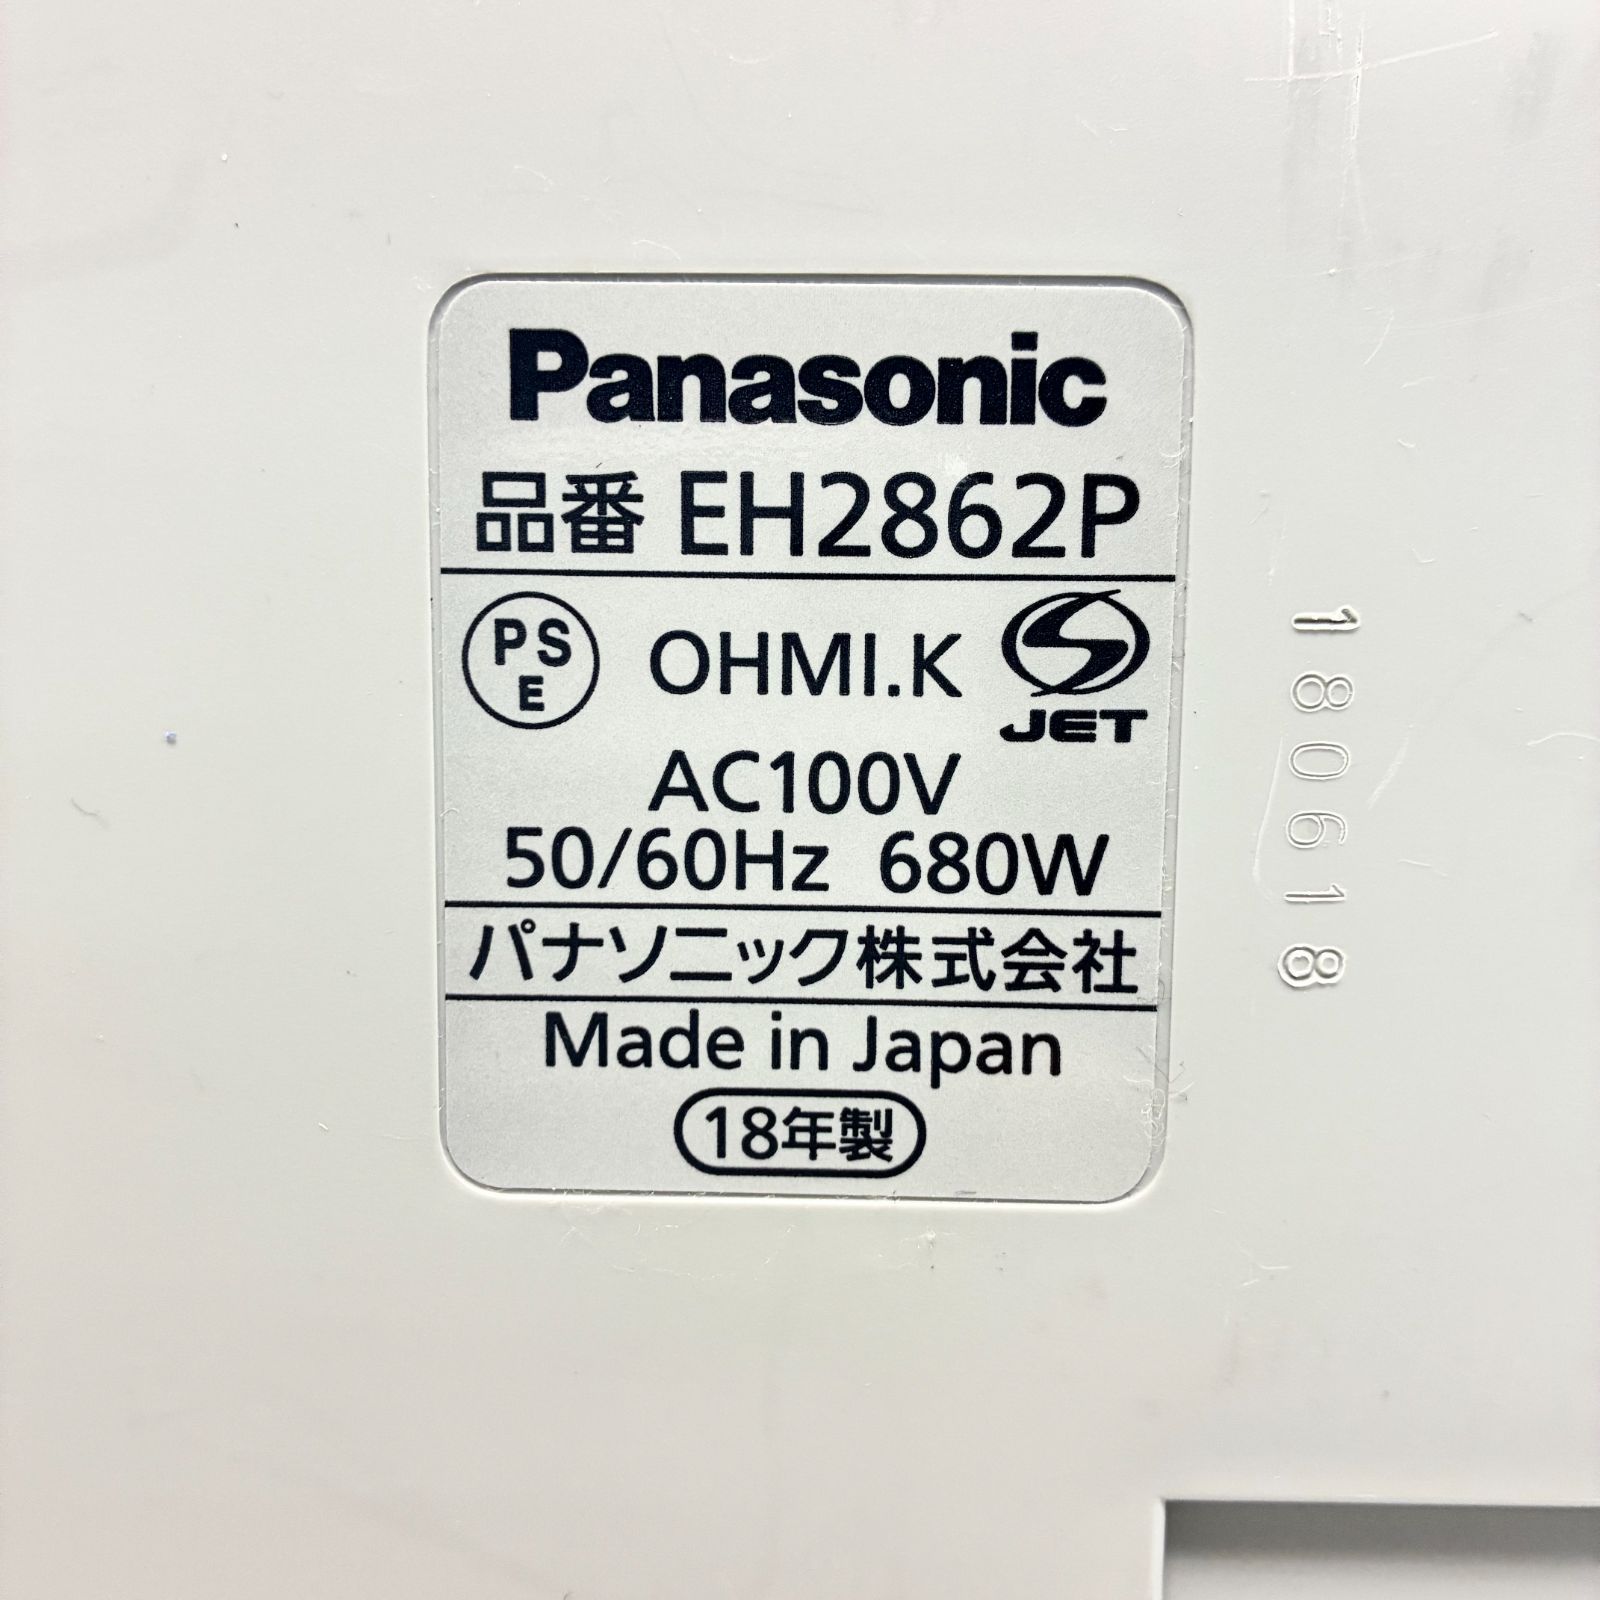 Panasonic
品番 EH2862P
PS
E
OHMI.K
JET
AC100V
50/60Hz 680W
パナソニック株式会社
Made in Japan
18年製
180618